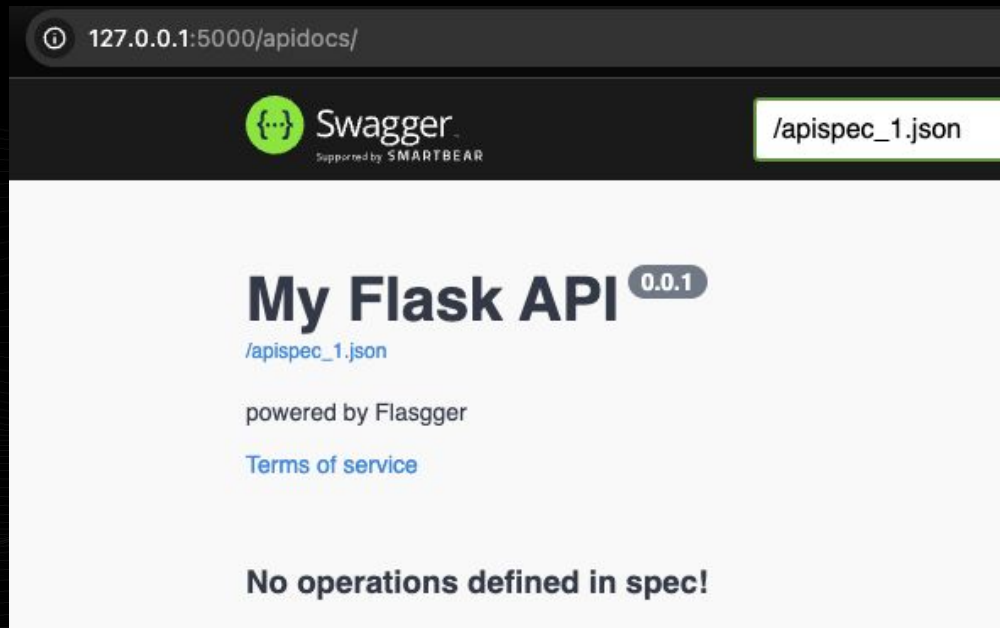 127.0.0.1:5000/apidocs/
Swagger
Supported by SMARTBEAR
/apispec_1.json
My Flask API 0.0.1
/apispec_1.json
powered by Flasgger
Terms of service
No operations defined in spec!